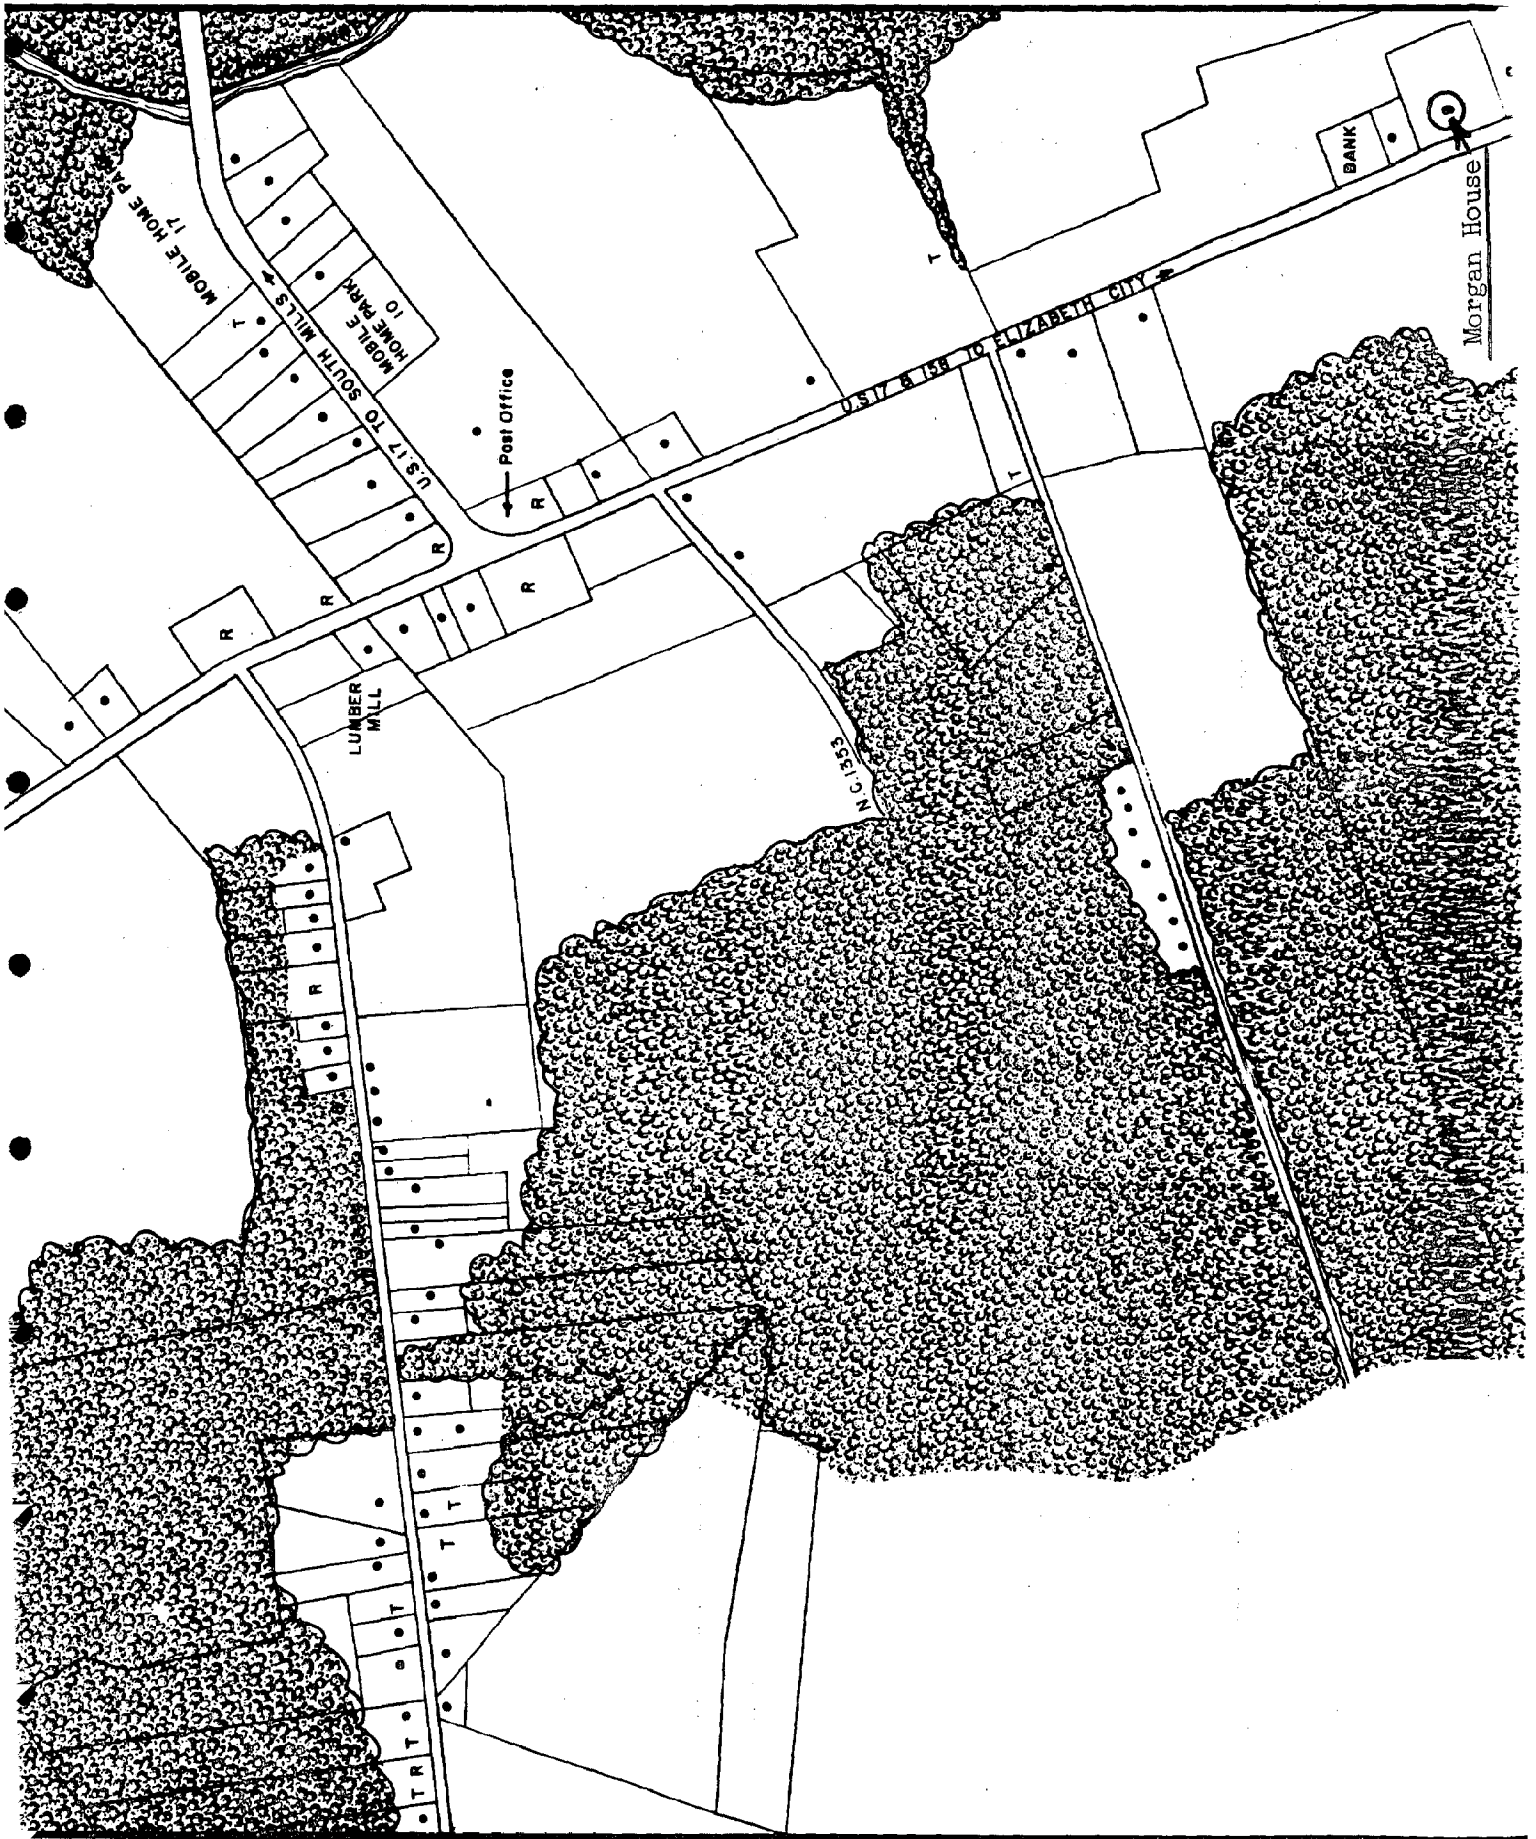 MOBILE HOME PA
17
T
U.S. 17 TO SOUTH MILLS
MOBILE
HOME PARK
10
BANK
Morgan House
T
U.S 17 & 158 TO ELIZABETH CITY
Post Office
R
R
R
R
R
T
LUMBER
MILL
N.C. 1353
R
T
T
T
T
R
T